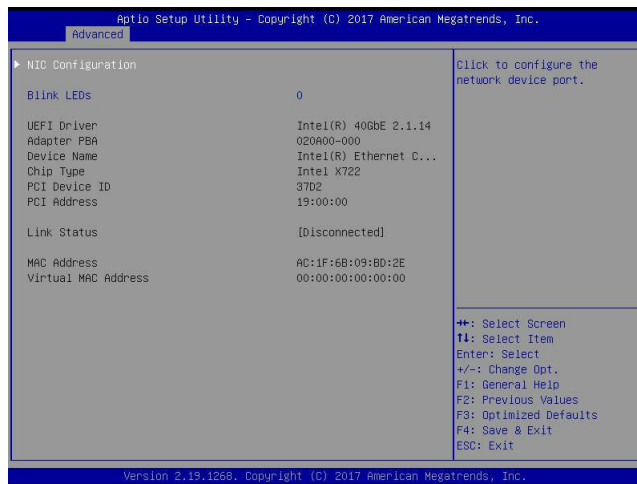 Aptio Setup Utility – Copyright (C) 2017 American Megatrends, Inc.
Advanced
▶ NIC Configuration
Blink LEDs 0
UEFI Driver Intel(R) 40GbE 2.1.14
Adapter PBA 020A00-000
Device Name Intel(R) Ethernet C...
Chip Type Intel X722
PCI Device ID 37D2
PCI Address 19:00:00
Link Status [Disconnected]
MAC Address AC:1F:6B:09:BD:2E
Virtual MAC Address 00:00:00:00:00:00
Click to configure the
network device port.
→←: Select Screen
↑↓: Select Item
Enter: Select
+/-: Change Opt.
F1: General Help
F2: Previous Values
F3: Optimized Defaults
F4: Save & Exit
ESC: Exit
Version 2.19.1268. Copyright (C) 2017 American Megatrends, Inc.